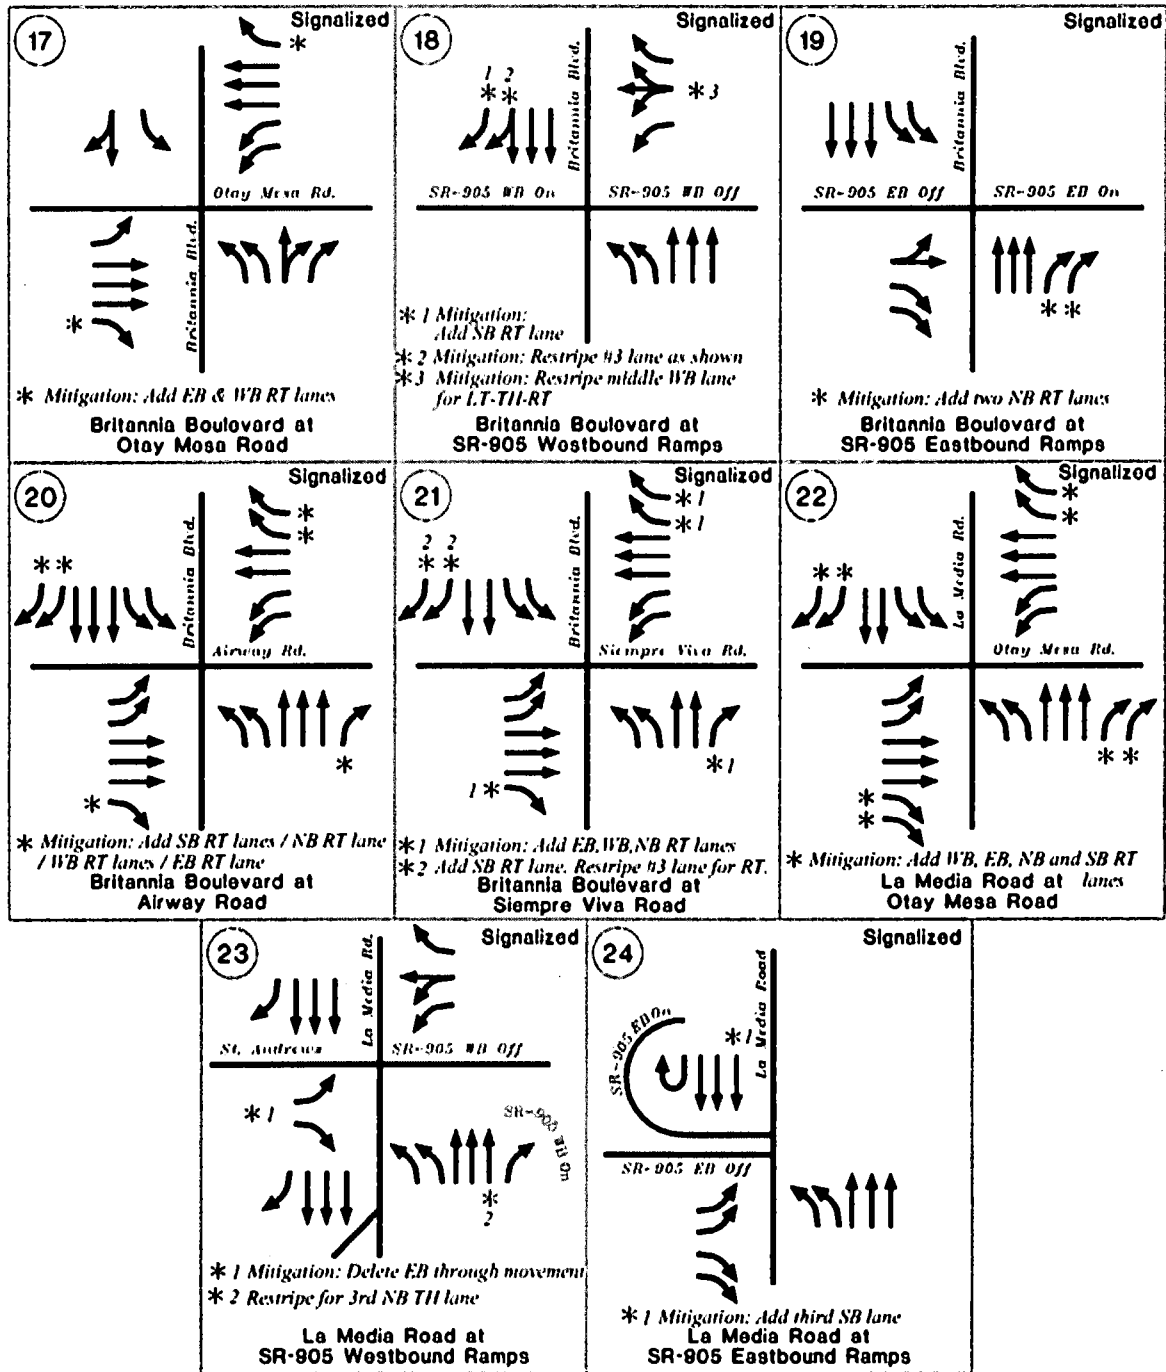 17
Signalized
*
Otay Mesa Rd.
Britannia Blvd.
*
* Mitigation: Add EB & WB RT lanes
Britannia Boulevard at
Otay Mesa Road
18
Signalized
1 2
* *
* 3
Britannia Blvd.
SR-905 WB On
SR-905 WB Off
* 1 Mitigation:
Add SB RT lane
* 2 Mitigation: Restripe #3 lane as shown
* 3 Mitigation: Restripe middle WB lane
for LT-TH-RT
Britannia Boulevard at
SR-905 Westbound Ramps
19
Signalized
Britannia Blvd.
SR-905 EB Off
SR-905 EB On
* *
* Mitigation: Add two NB RT lanes
Britannia Boulevard at
SR-905 Eastbound Ramps
20
Signalized
*
*
* *
Britannia Blvd.
Airway Rd.
*
*
* Mitigation: Add SB RT lanes / NB RT lane
/ WB RT lanes / EB RT lane
Britannia Boulevard at
Airway Road
21
Signalized
* 1
* 1
2 2
* *
Britannia Blvd.
Siempre Viva Rd.
1 *
* 1
* 1 Mitigation: Add EB, WB, NB RT lanes
* 2 Add SB RT lane. Restripe #3 lane for RT.
Britannia Boulevard at
Siempre Viva Road
22
Signalized
*
*
* *
La Media Rd.
Otay Mesa Rd.
* *
*
*
* Mitigation: Add WB, EB, NB and SB RT
lanes
La Media Road at
Otay Mesa Road
23
Signalized
La Media Rd.
St. Andrews
SR-905 WB Off
* 1
SR-905 WB On
*
2
* 1 Mitigation: Delete EB through movement
* 2 Restripe for 3rd NB TH lane
La Media Road at
SR-905 Westbound Ramps
24
Signalized
La Media Road
SR-905 EB On
* 1
SR-905 EB Off
* 1 Mitigation: Add third SB lane
La Media Road at
SR-905 Eastbound Ramps